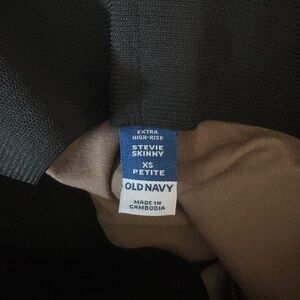 EXTRA
HIGH-RISE
STEVIE
SKINNY
XS
PETITE
OLD NAVY
MADE IN
CAMBODIA